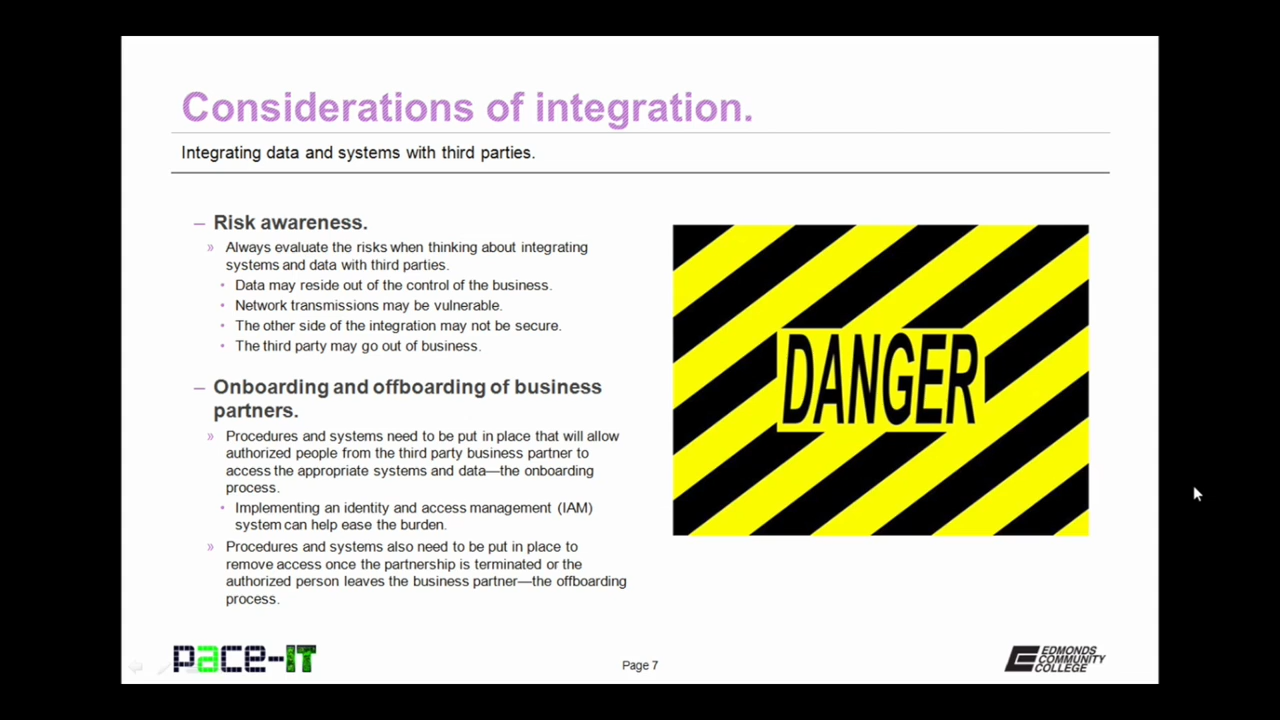 Considerations of integration.
Integrating data and systems with third parties.
– Risk awareness.
» Always evaluate the risks when thinking about integrating
systems and data with third parties.
• Data may reside out of the control of the business.
• Network transmissions may be vulnerable.
• The other side of the integration may not be secure.
• The third party may go out of business.
– Onboarding and offboarding of business
partners.
» Procedures and systems need to be put in place that will allow
authorized people from the third party business partner to
access the appropriate systems and data—the onboarding
process.
• Implementing an identity and access management (IAM)
system can help ease the burden.
» Procedures and systems also need to be put in place to
remove access once the partnership is terminated or the
authorized person leaves the business partner—the offboarding
process.
DANGER
pace-IT
Page 7
EDMONDS
COMMUNITY
COLLEGE